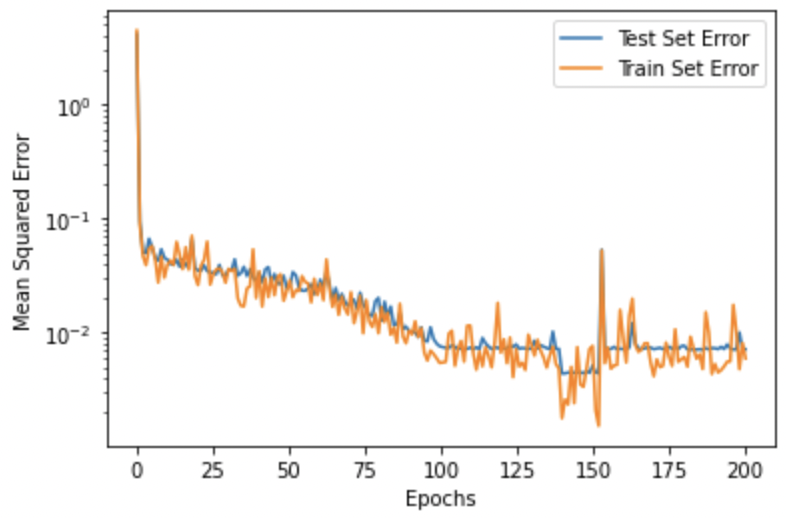 Test Set Error
Train Set Error
10⁰
10⁻¹
10⁻²
Mean Squared Error
0 25 50 75 100 125 150 175 200
Epochs